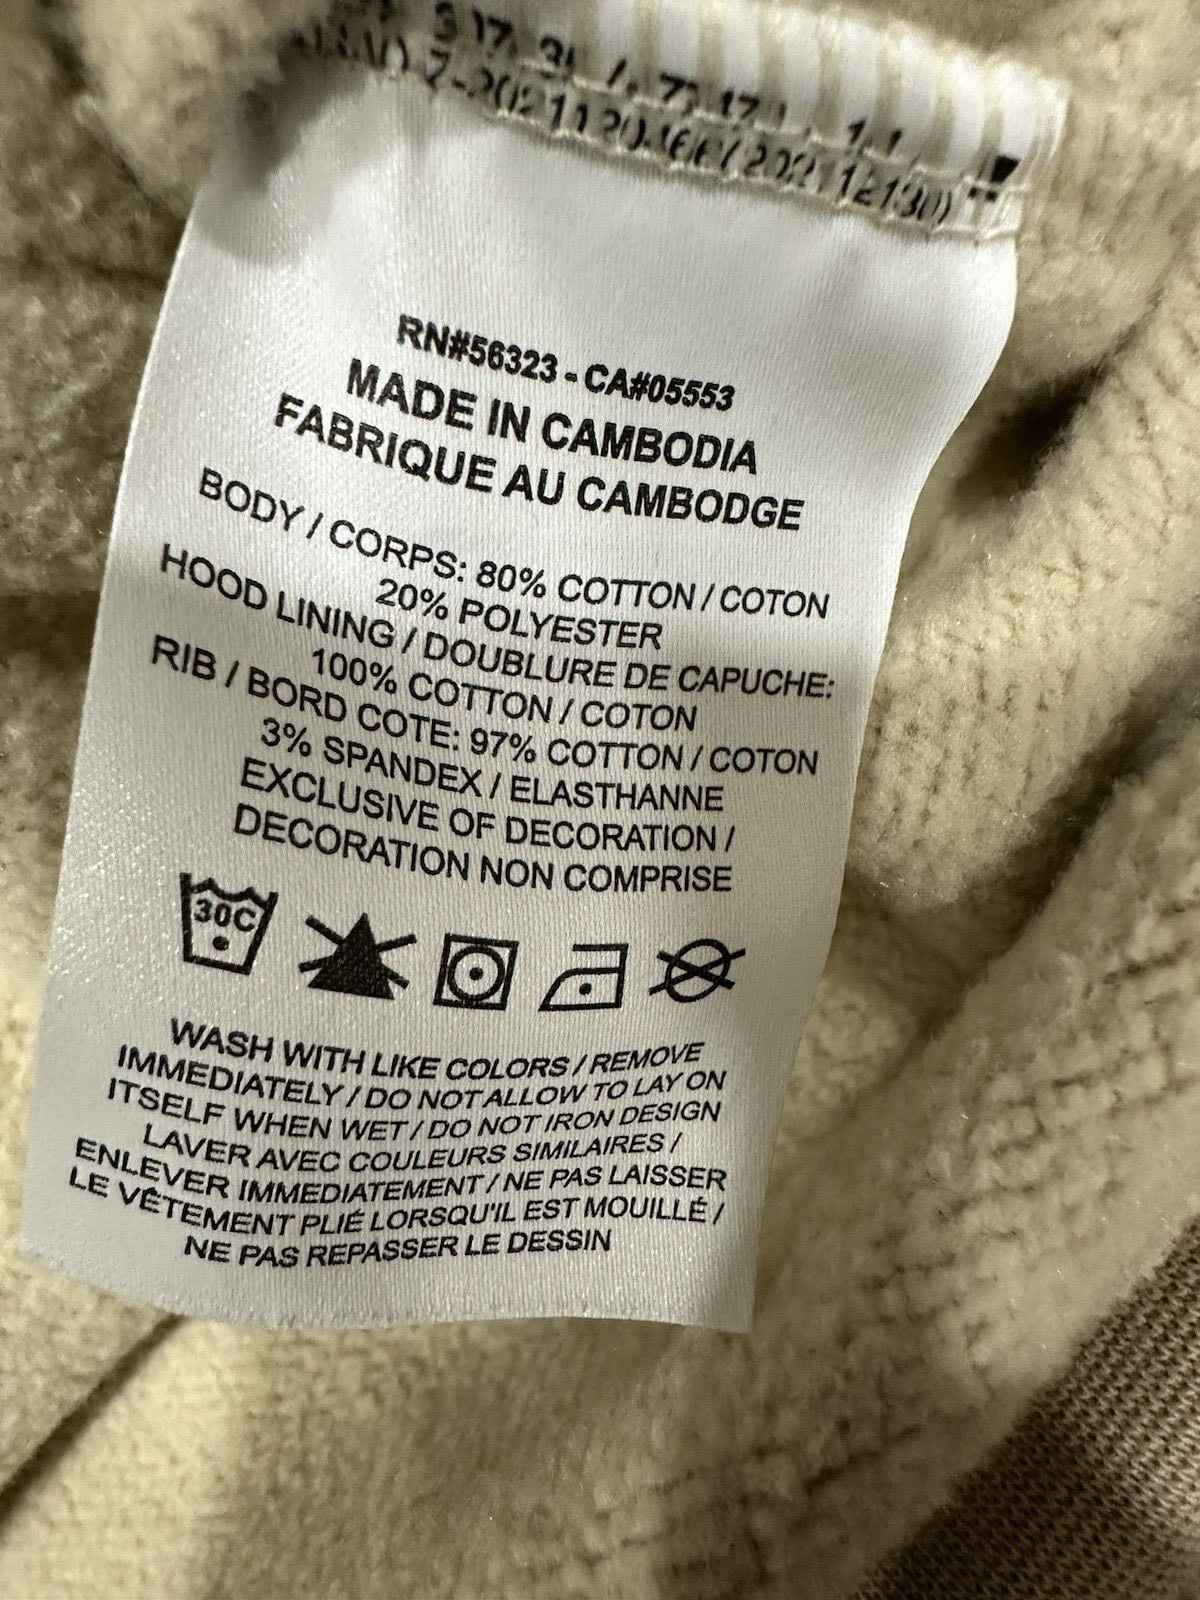 RN#56323 - CA#05553
MADE IN CAMBODIA
FABRIQUE AU CAMBODGE
BODY / CORPS: 80% COTTON / COTON
20% POLYESTER
HOOD LINING / DOUBLURE DE CAPUCHE:
100% COTTON / COTON
RIB / BORD COTE: 97% COTTON / COTON
3% SPANDEX / ELASTHANNE
EXCLUSIVE OF DECORATION /
DECORATION NON COMPRISE
30C
WASH WITH LIKE COLORS / REMOVE
IMMEDIATELY / DO NOT ALLOW TO LAY ON
ITSELF WHEN WET / DO NOT IRON DESIGN
LAVER AVEC COULEURS SIMILAIRES /
ENLEVER IMMEDIATEMENT / NE PAS LAISSER
LE VÊTEMENT PLIÉ LORSQU'IL EST MOUILLÉ /
NE PAS REPASSER LE DESSIN